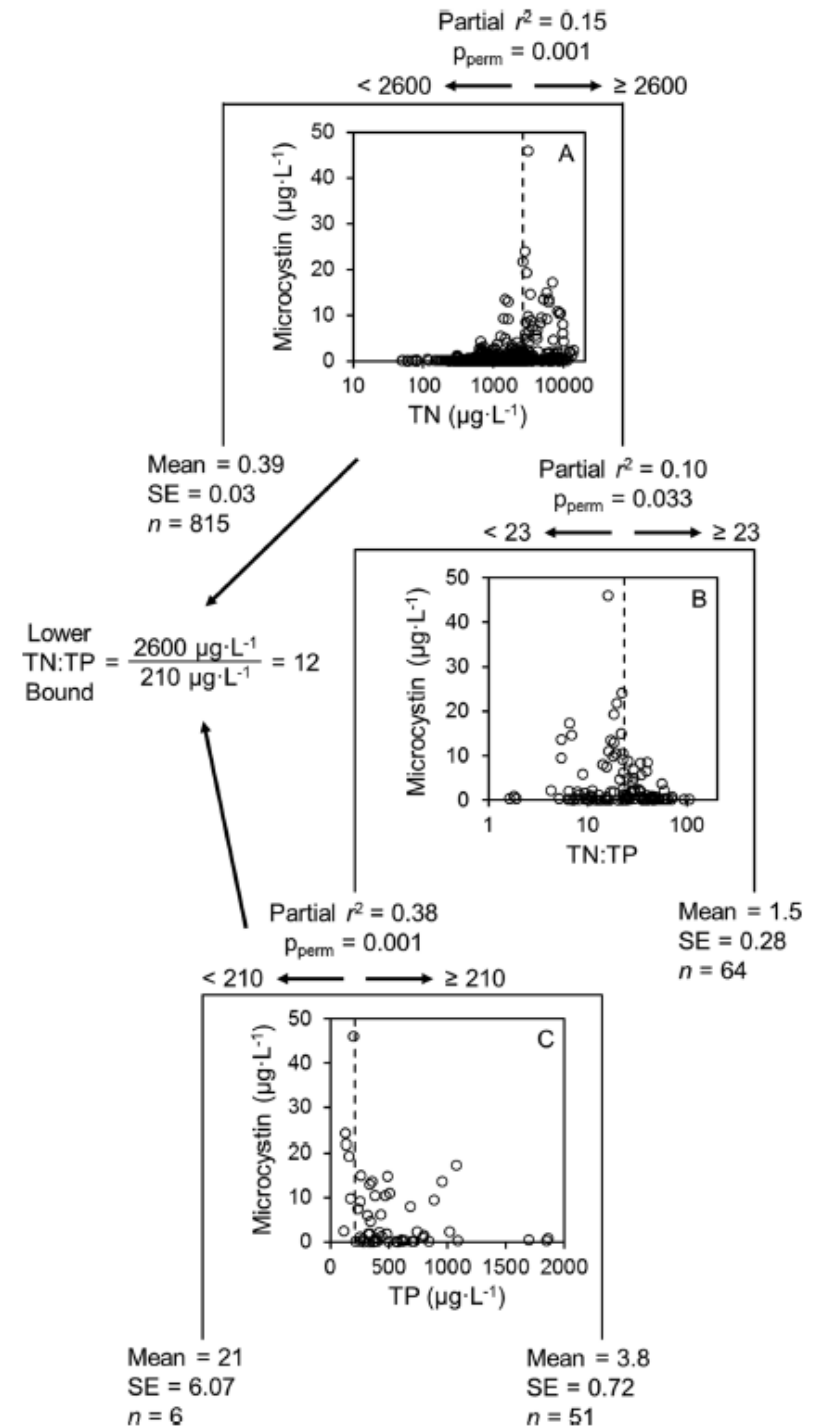 Partial r² = 0.15
p_perm = 0.001
< 2600 ≥ 2600
A
50
40
30
20
10
0
Microcystin (µg·L⁻¹)
10 100 1000 10000
TN (µg·L⁻¹)
Mean = 0.39
SE = 0.03
n = 815
Partial r² = 0.10
p_perm = 0.033
< 23 ≥ 23
B
50
40
30
20
10
0
Microcystin (µg·L⁻¹)
1 10 100
TN:TP
Lower
TN:TP = 2600 µg·L⁻¹ / 210 µg·L⁻¹ = 12
Bound
Mean = 1.5
SE = 0.28
n = 64
Partial r² = 0.38
p_perm = 0.001
< 210 ≥ 210
C
50
40
30
20
10
0
Microcystin (µg·L⁻¹)
0 500 1000 1500 2000
TP (µg·L⁻¹)
Mean = 21
SE = 6.07
n = 6
Mean = 3.8
SE = 0.72
n = 51